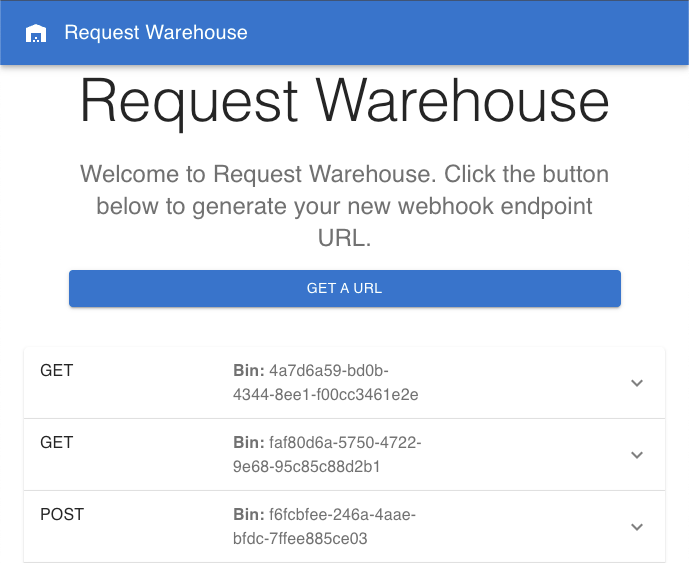 Request Warehouse
Request Warehouse
Welcome to Request Warehouse. Click the button
below to generate your new webhook endpoint
URL.
GET A URL
GET
Bin: 4a7d6a59-bd0b-
4344-8ee1-f00cc3461e2e
GET
Bin: faf80d6a-5750-4722-
9e68-95c85c88d2b1
POST
Bin: f6fcbfee-246a-4aae-
bfdc-7ffee885ce03